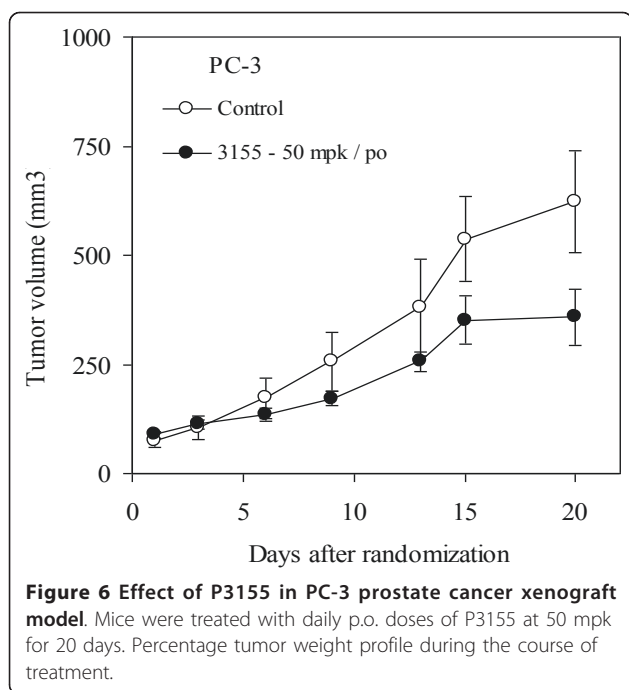 1000
PC-3
Control
750
3155 - 50 mpk / po
500
250
0
Tumor volume (mm3
0 5 10 15 20
Days after randomization
Figure 6 Effect of P3155 in PC-3 prostate cancer xenograft
model. Mice were treated with daily p.o. doses of P3155 at 50 mpk
for 20 days. Percentage tumor weight profile during the course of
treatment.